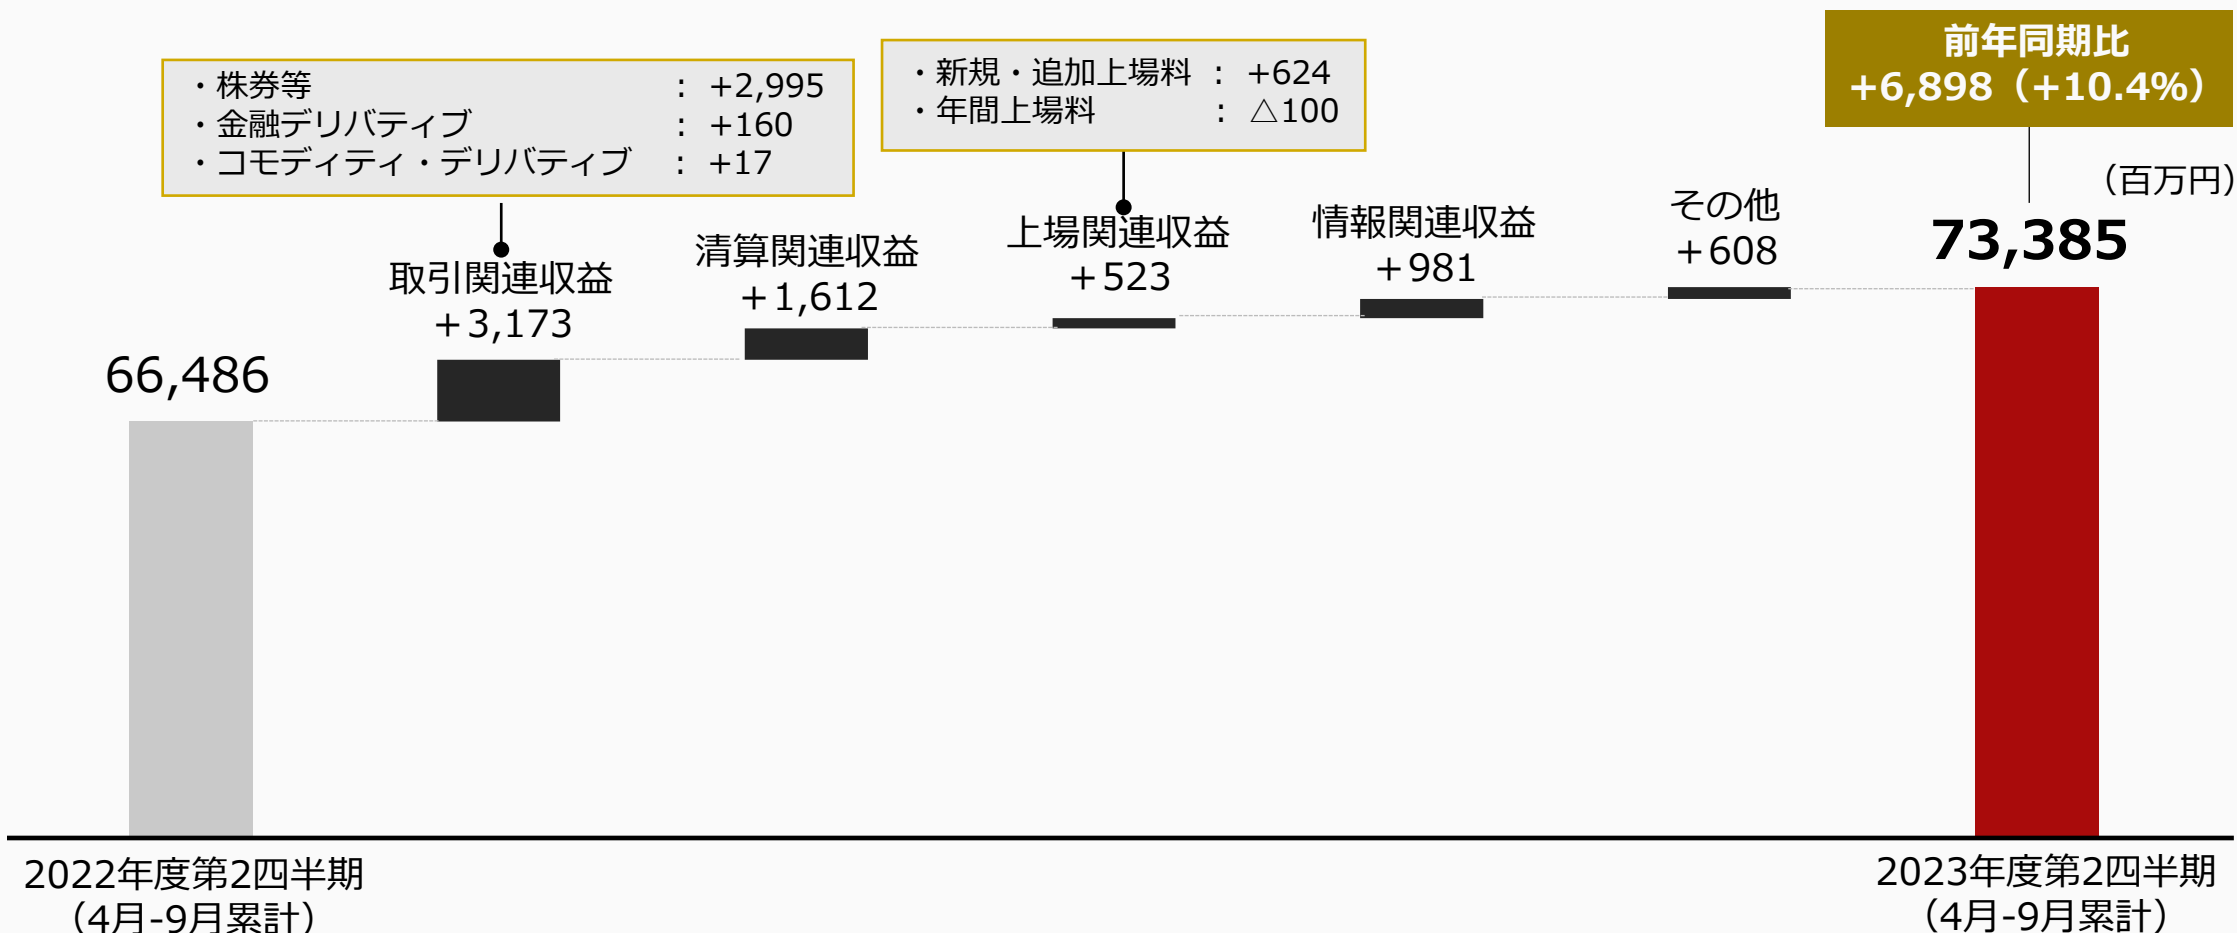 前年同期比
+6,898（+10.4%）
・株券等 : +2,995
・金融デリバティブ : +160
・コモディティ・デリバティブ : +17
・新規・追加上場料 : +624
・年間上場料 : △100
（百万円）
66,486
取引関連収益
＋3,173
清算関連収益
＋1,612
上場関連収益
＋523
情報関連収益
＋981
その他
＋608
73,385
2022年度第2四半期
（4月-9月累計）
2023年度第2四半期
（4月-9月累計）